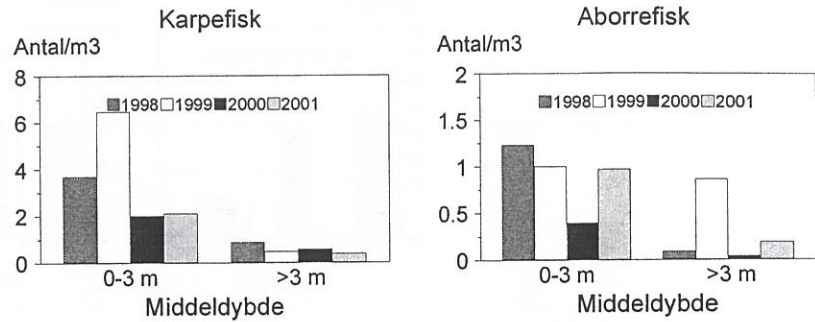 Karpefisk
Antal/m3
8
6
4
2
0
1998 1999 2000 2001
0-3 m >3 m
Middeldybde
Aborrefisk
Antal/m3
2
1.5
1
0.5
0
1998 1999 2000 2001
0-3 m >3 m
Middeldybde